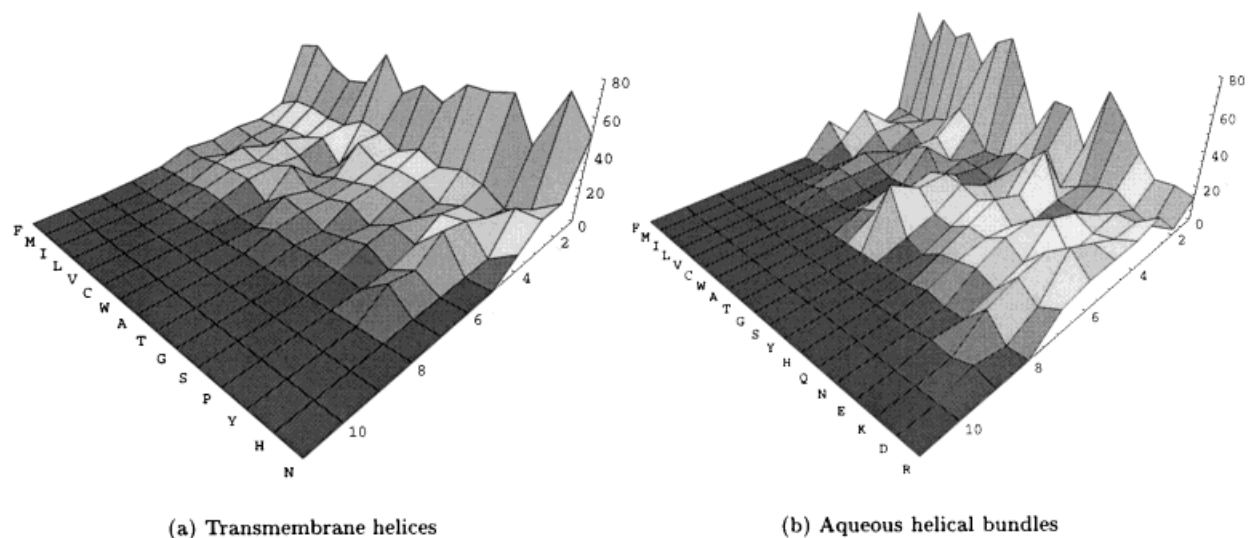 80
60
40
20
0
2
4
6
8
10
F
M
I
L
V
C
W
A
T
G
S
P
Y
H
N
80
60
40
20
0
2
4
6
8
10
F
M
I
L
V
C
W
A
T
G
S
Y
H
Q
N
E
K
D
R
(a) Transmembrane helices
(b) Aqueous helical bundles